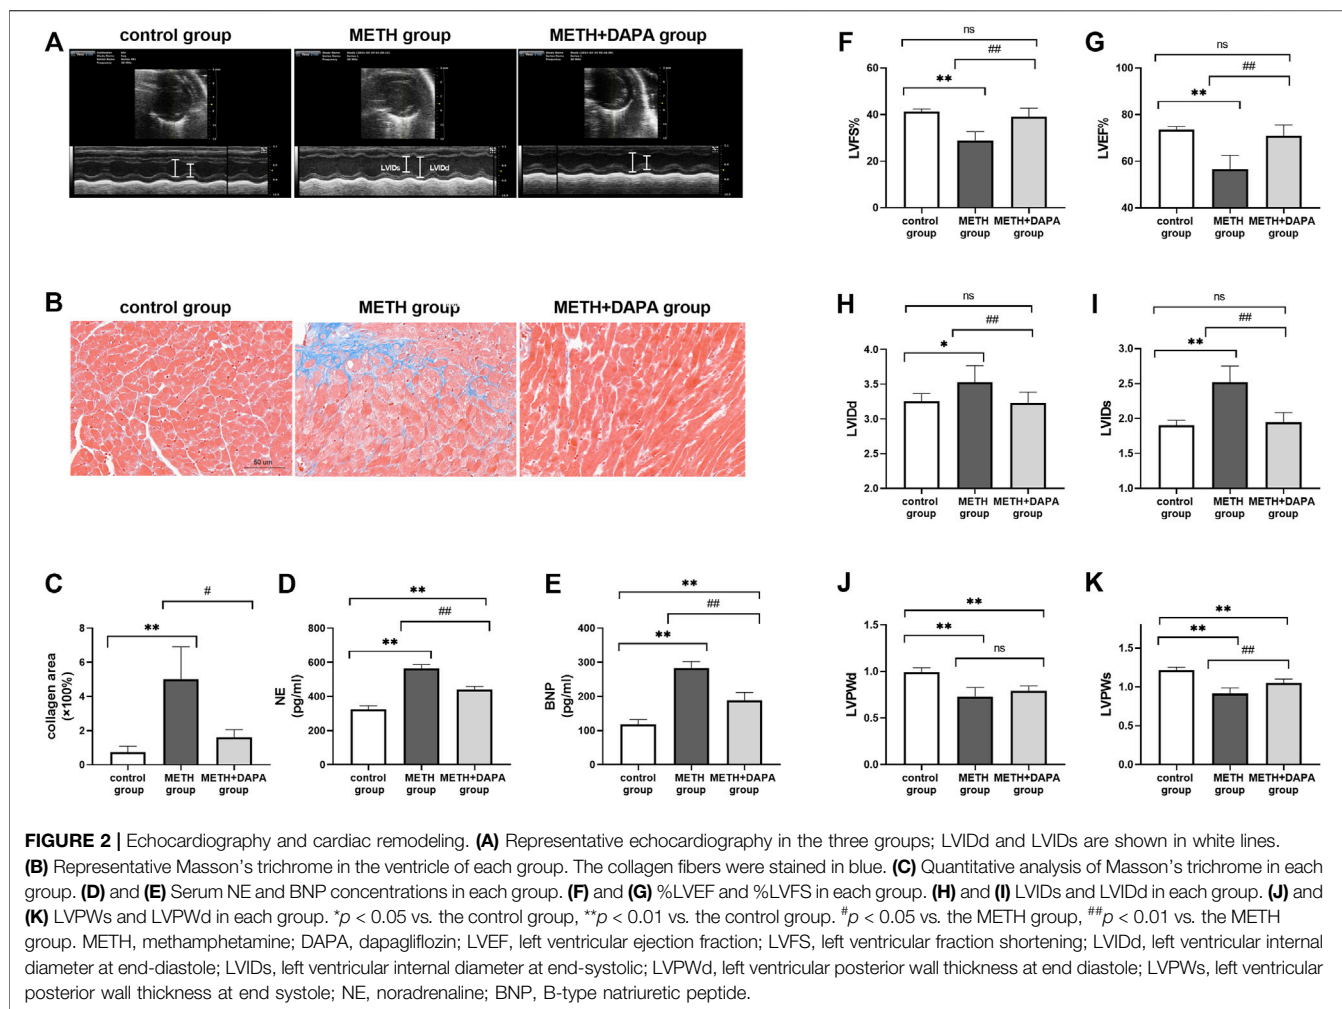 A
control group
METH group
METH+DAPA group
LVIDs
LVIDd
B
control group
METH group
METH+DAPA group
50 um
C
collagen area
(×100%)
8
6
4
2
0
**
#
control
group
METH
group
METH+DAPA
group
D
NE
(pg/ml)
800
600
400
200
0
**
##
**
control
group
METH
group
METH+DAPA
group
E
BNP
(pg/ml)
400
300
200
100
0
**
##
**
control
group
METH
group
METH+DAPA
group
F
LVFS%
60
40
20
0
ns
##
**
control
group
METH
group
METH+DAPA
group
G
LVEF%
100
80
60
40
ns
##
**
control
group
METH
group
METH+DAPA
group
H
LVIDd
4.0
3.5
3.0
2.5
2.0
ns
##
*
control
group
METH
group
METH+DAPA
group
I
LVIDs
3.0
2.5
2.0
1.5
1.0
ns
##
**
control
group
METH
group
METH+DAPA
group
J
LVPWd
1.5
1.0
0.5
0.0
**
**
ns
control
group
METH
group
METH+DAPA
group
K
LVPWs
1.5
1.0
0.5
0.0
**
**
##
control
group
METH
group
METH+DAPA
group
FIGURE 2 | Echocardiography and cardiac remodeling. (A) Representative echocardiography in the three groups; LVIDd and LVIDs are shown in white lines.
(B) Representative Masson's trichrome in the ventricle of each group. The collagen fibers were stained in blue. (C) Quantitative analysis of Masson's trichrome in each
group. (D) and (E) Serum NE and BNP concentrations in each group. (F) and (G) %LVEF and %LVFS in each group. (H) and (I) LVIDs and LVIDd in each group. (J) and
(K) LVPWs and LVPWd in each group. *p < 0.05 vs. the control group, **p < 0.01 vs. the control group. #p < 0.05 vs. the METH group, ##p < 0.01 vs. the METH
group. METH, methamphetamine; DAPA, dapagliflozin; LVEF, left ventricular ejection fraction; LVFS, left ventricular fraction shortening; LVIDd, left ventricular internal
diameter at end-diastole; LVIDs, left ventricular internal diameter at end-systolic; LVPWd, left ventricular posterior wall thickness at end diastole; LVPWs, left ventricular
posterior wall thickness at end systole; NE, noradrenaline; BNP, B-type natriuretic peptide.